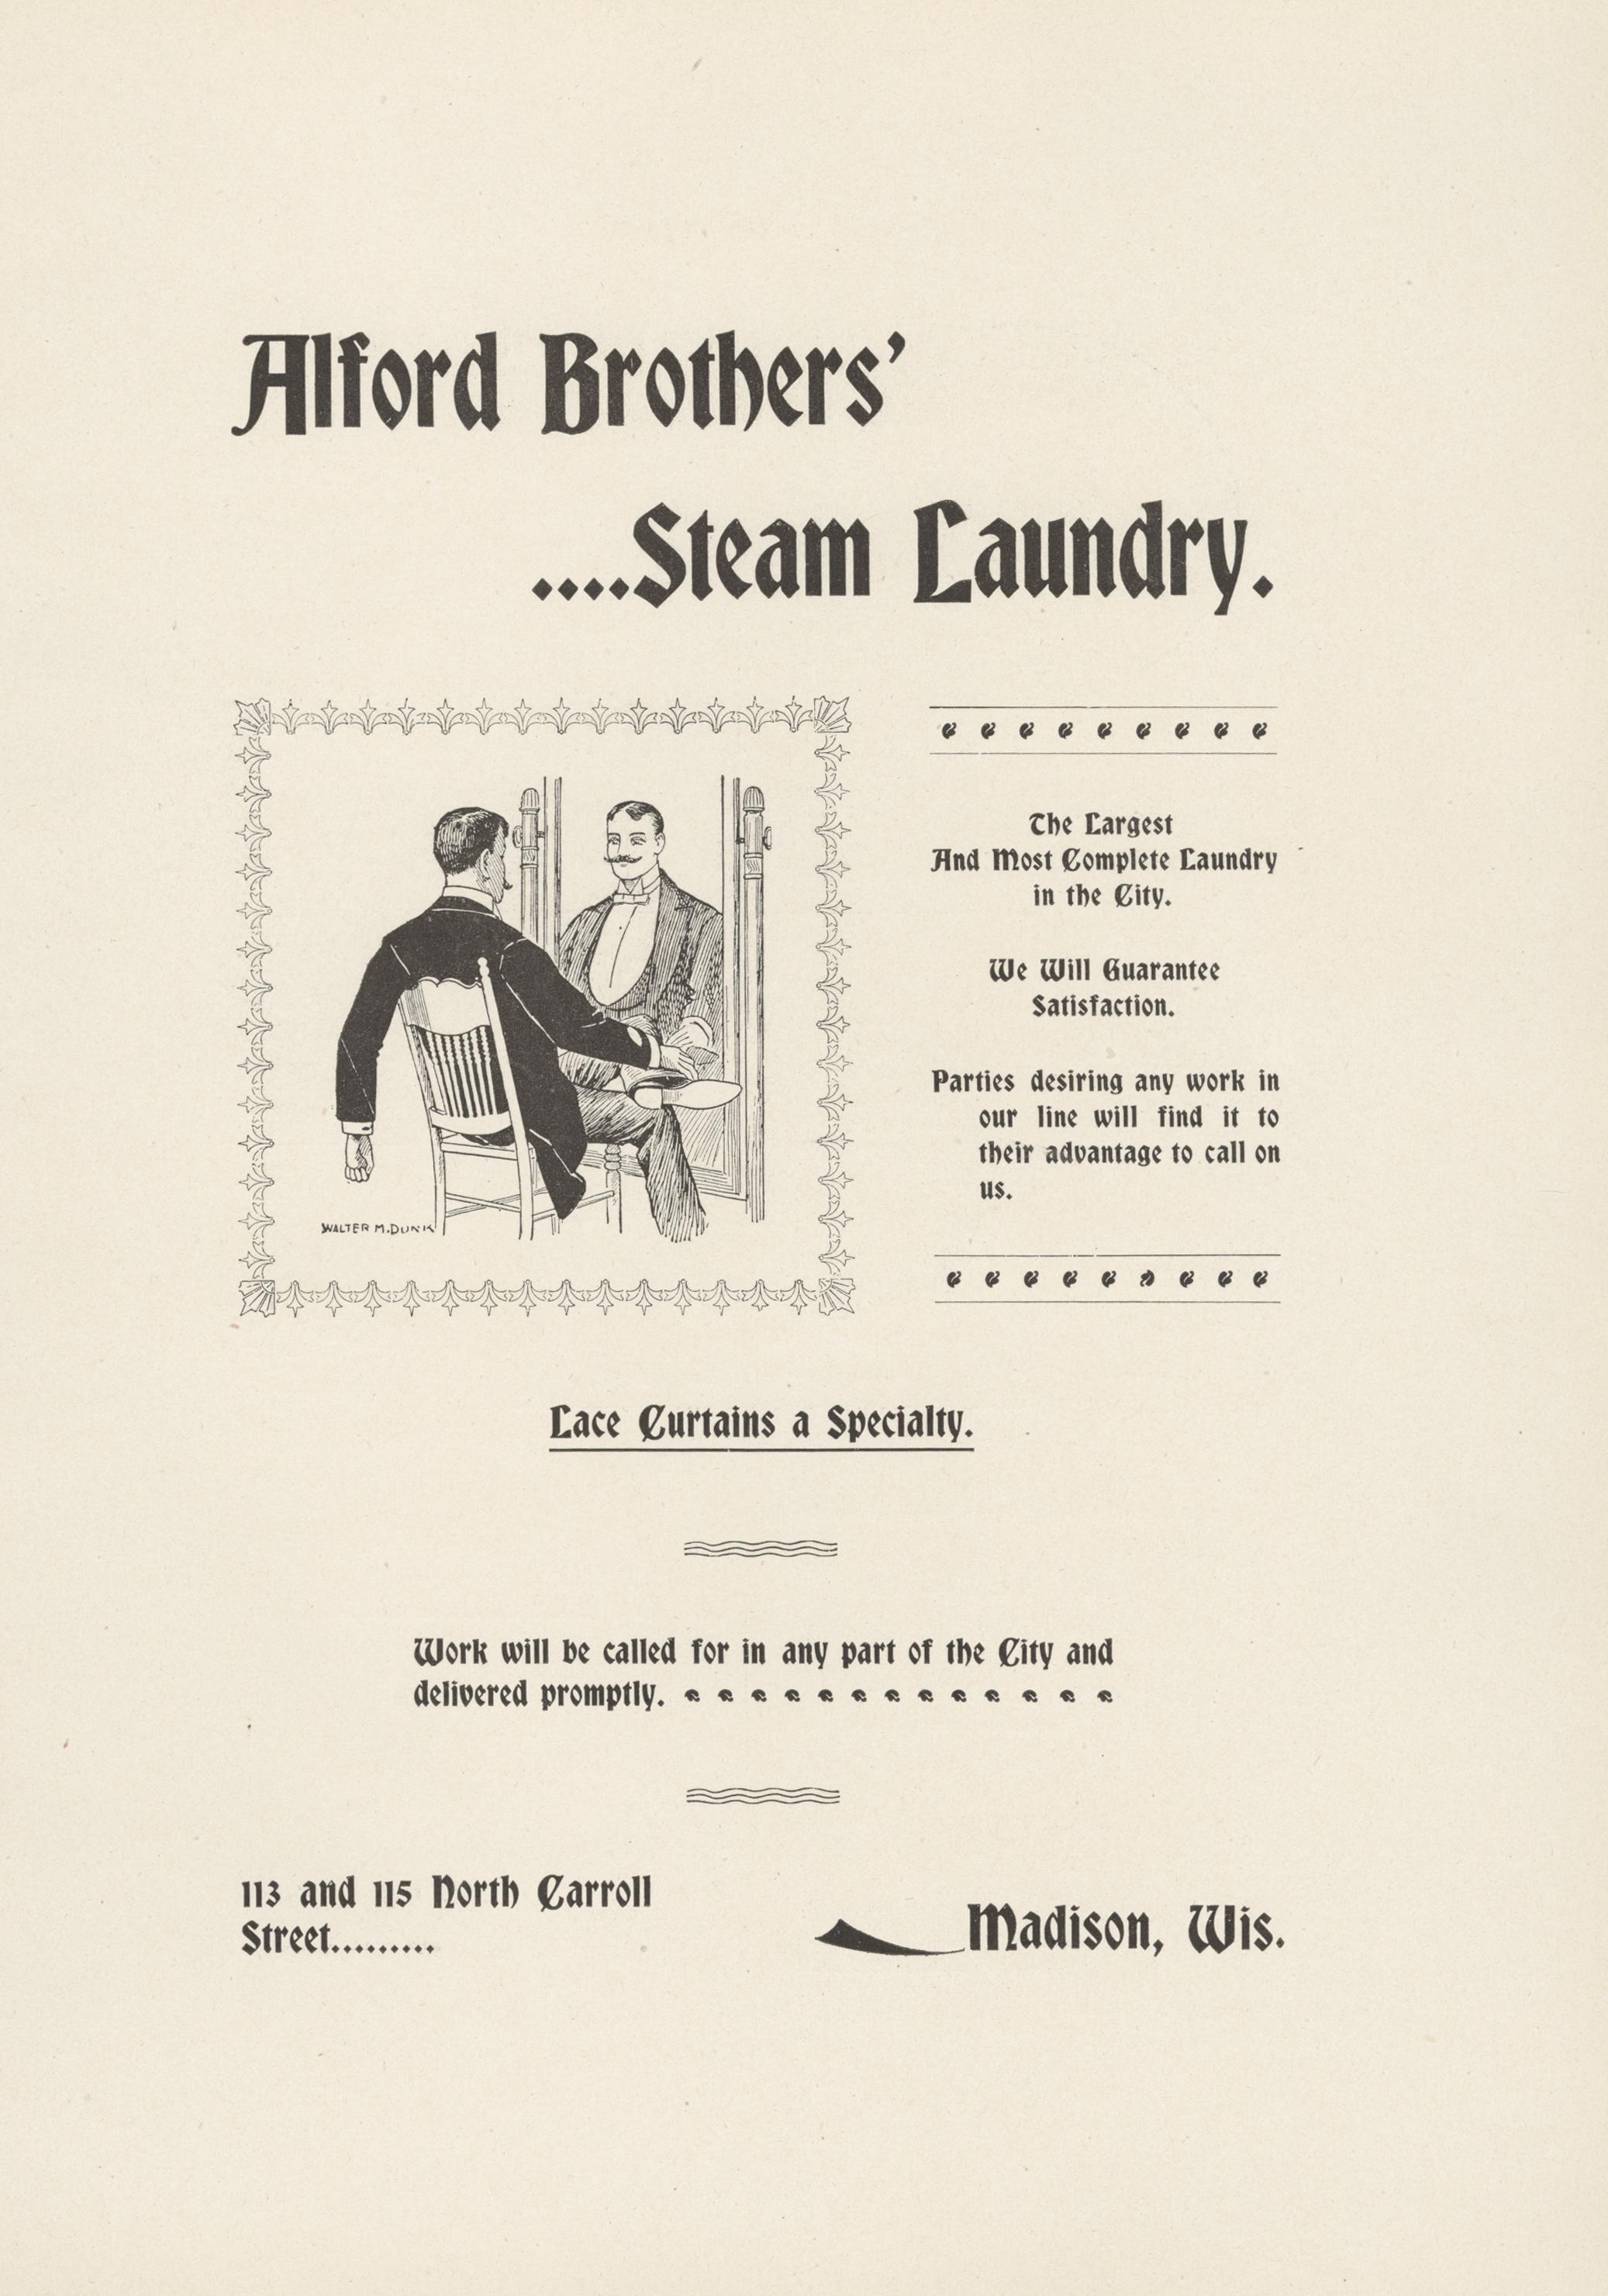 Alford Brothers'
....Steam Laundry.
WALTER M. DUNK
The Largest
And Most Complete Laundry
in the City.
We Will Guarantee
Satisfaction.
Parties desiring any work in
our line will find it to
their advantage to call on
us.
Lace Curtains a Specialty.
Work will be called for in any part of the City and
delivered promptly.
113 and 115 North Carroll
Street.........
Madison, Wis.